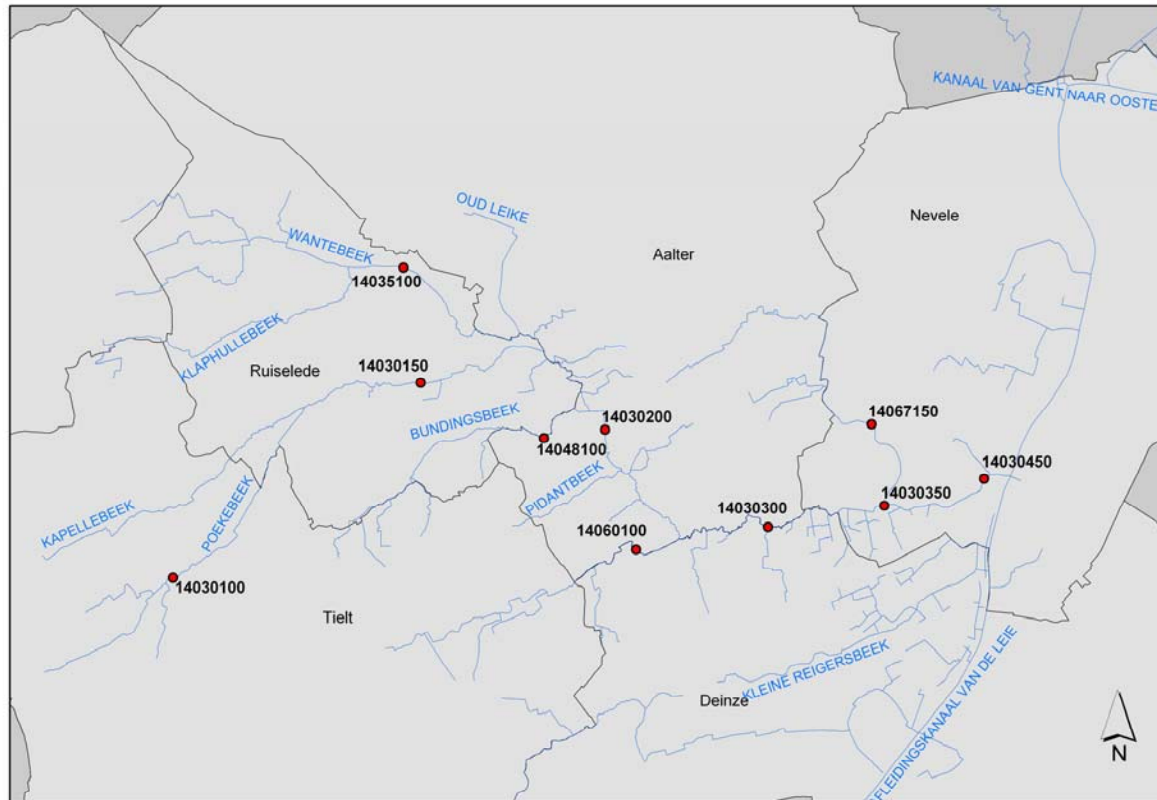 KANAAL VAN GENT NAAR OOSTE
OUD LEIKE
Nevele
WANTEBEEK
Aalter
14035100
KLAPHULLEBEEK
14030150
Ruiselede
BUNDINGSBEEK
14030200
14067150
14048100
14030450
PIDANTBEEK
14030350
KAPELLEBEEK
POEKEBEEK
14030300
14060100
14030100
Tielt
KLEINE REIGERSBEEK
Deinze
AFLEIDINGSKANAAL VAN DE LEIE
N